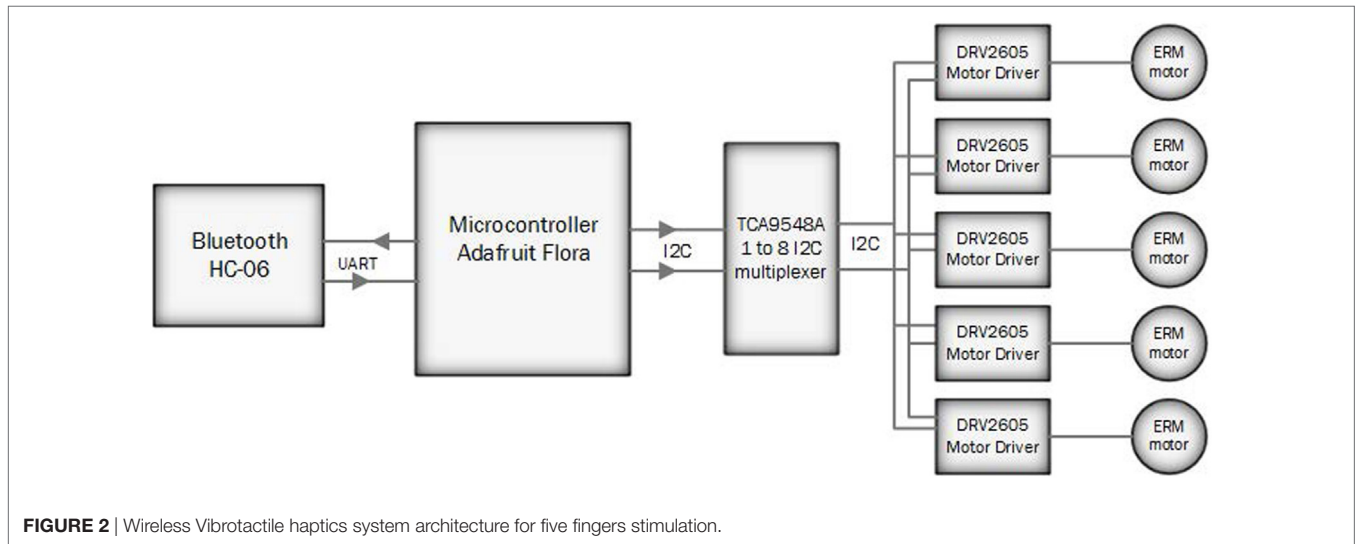 Bluetooth
HC-06
UART
Microcontroller
Adafruit Flora
I2C
TCA9548A
1 to 8 I2C
multiplexer
I2C
DRV2605
Motor Driver
ERM
motor
DRV2605
Motor Driver
ERM
motor
DRV2605
Motor Driver
ERM
motor
DRV2605
Motor Driver
ERM
motor
DRV2605
Motor Driver
ERM
motor
FIGURE 2 | Wireless Vibrotactile haptics system architecture for five fingers stimulation.